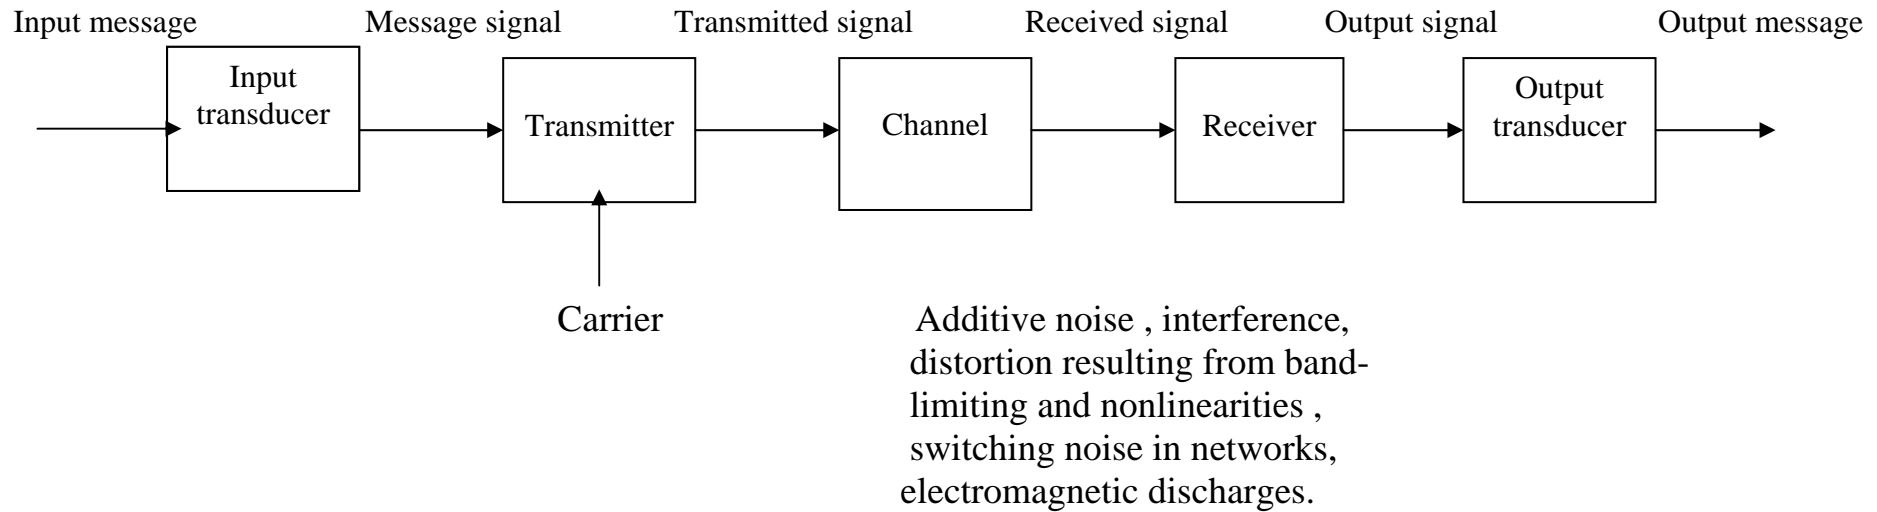 Input message
Message signal
Transmitted signal
Received signal
Output signal
Output message
Input
transducer
Transmitter
Channel
Receiver
Output
transducer
Carrier
Additive noise , interference,
distortion resulting from band-
limiting and nonlinearities ,
switching noise in networks,
electromagnetic discharges.